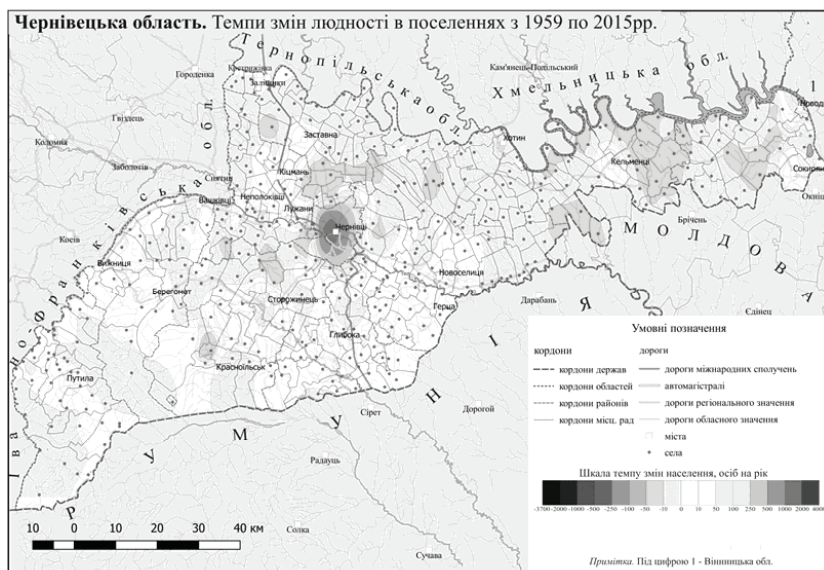 Чернівецька область. Темпи змін людності в поселеннях з 1959 по 2015рр.
Тернопільська обл.
Хмельницька обл.
Кам'янець-Подільський
Городенка
Заліщики
Гвіздець
Заставна
Хотин
1
Коломия
Заболотів
Снятин
Кіцмань
Кельменці
Сокиряни
Вашківці
Неполоківці
Лужани
Івано-Франківська обл.
Чернівці
Бричень
МОЛДОВА
Косів
Вижниця
Новоселиця
Берегомет
Сторожинець
Дарабань
Єдинец
Герца
Глибока
Путила
Красноїльськ
РУМУНІЯ
Сірет
Дорогой
Радауць
Солка
Сучава
10 0 10 20 30 40 км
Умовні позначення
кордони
кордони держав
кордони областей
кордони районів
кордони місц. рад
дороги
дороги міжнародних сполучень
автомагістралі
дороги регіонального значення
дороги обласного значення
міста
села
Шкала темпу змін населення, осіб на рік
-3700 -2000 -1000 -500 -250 -100 -50 -10 0 10 50 100 250 500 1000 2000 4000
Примітка. Під цифрою 1 - Вінницька обл.